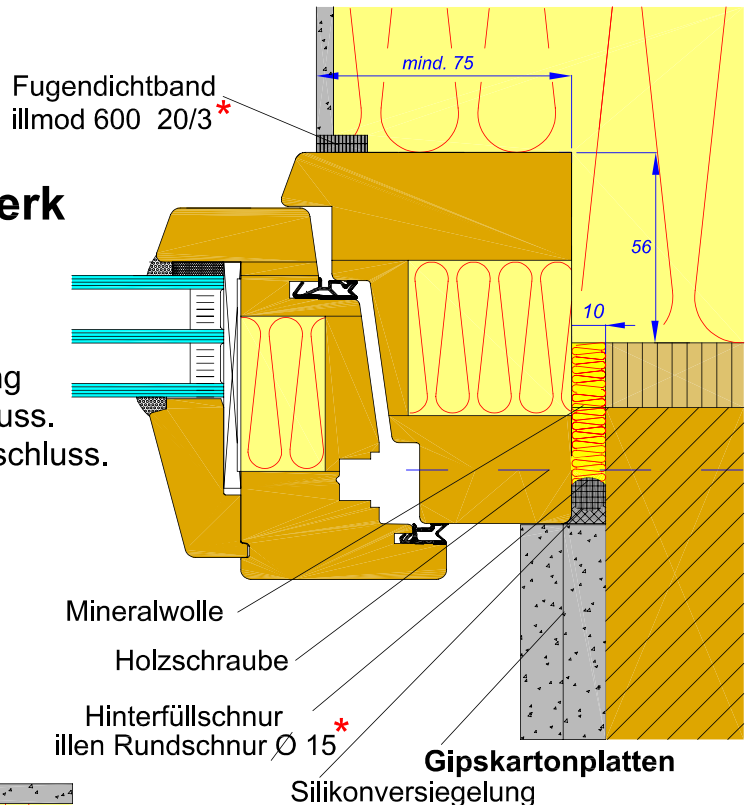 mind. 75
Fugendichtband
illmod 600 20/3*
erk
56
10
ng
uss.
schluss.
Mineralwolle
Holzschraube
Hinterfüllschnur
illen Rundschnur Ø 15*
Gipskartonplatten
Silikonversiegelung